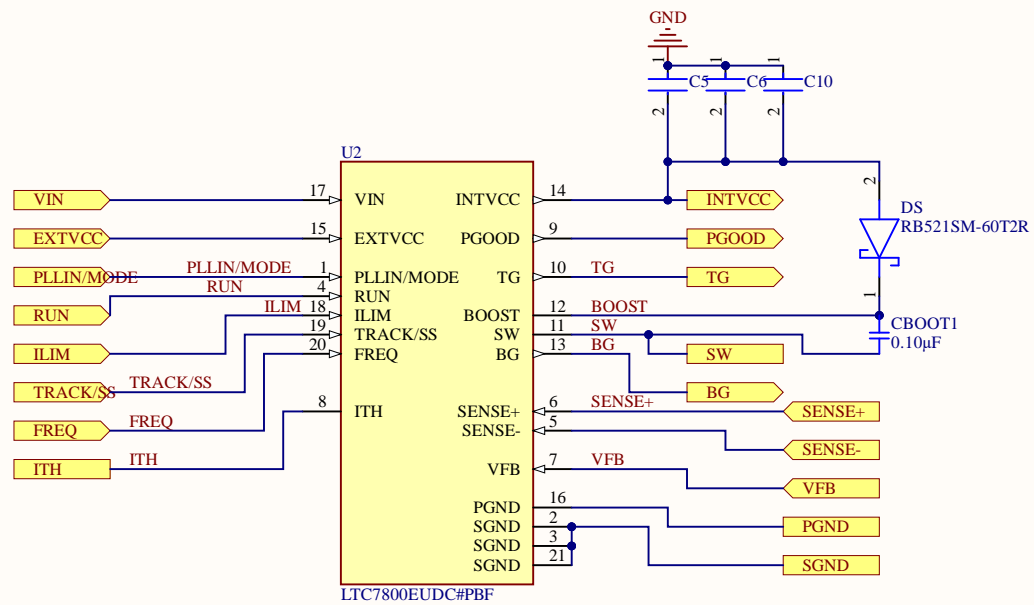 GND
1
1
1
C5
C6
C10
2
2
2
U2
2
VIN
17
VIN
INTVCC
14
INTVCC
DS
RB521SM-60T2R
EXTVCC
15
EXTVCC
PGOOD
9
PGOOD
PLLIN/MODE
PLLIN/MODE
1
PLLIN/MODE
TG
10
TG
TG
1
RUN
RUN
4
RUN
ILIM
ILIM
18
ILIM
BOOST
12
BOOST
CBOOT1
0.10µF
TRACK/SS
TRACK/SS
19
TRACK/SS
SW
11
SW
SW
FREQ
FREQ
20
FREQ
BG
13
BG
BG
ITH
ITH
8
ITH
SENSE+
6
SENSE+
SENSE+
SENSE-
5
SENSE-
VFB
7
VFB
VFB
PGND
16
PGND
SGND
2
SGND
3
SGND
21
SGND
LTC7800EUDC#PBF